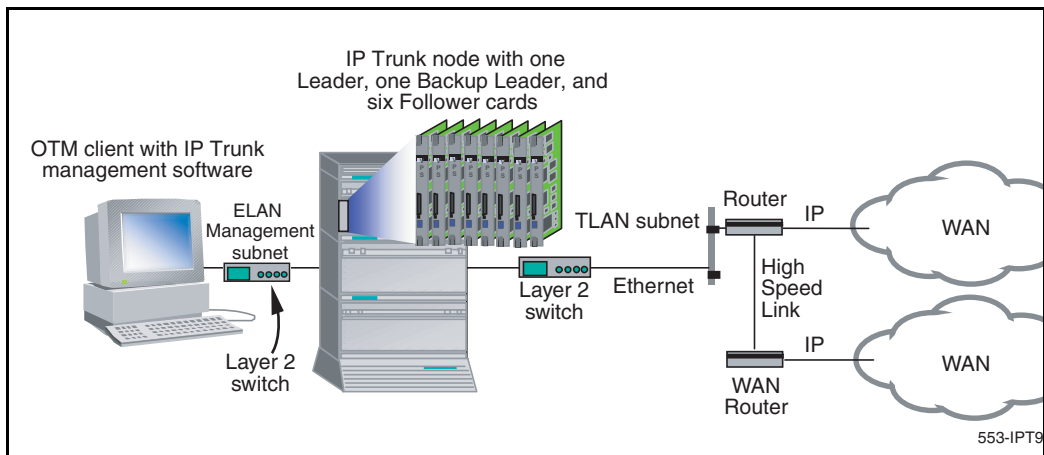 IP Trunk node with one
Leader, one Backup Leader, and
six Follower cards
OTM client with IP Trunk
management software
ELAN
Management
subnet
Layer 2
switch
TLAN subnet
Ethernet
Layer 2
switch
Router
IP
WAN
High
Speed
Link
IP
WAN
WAN
Router
553-IPT9